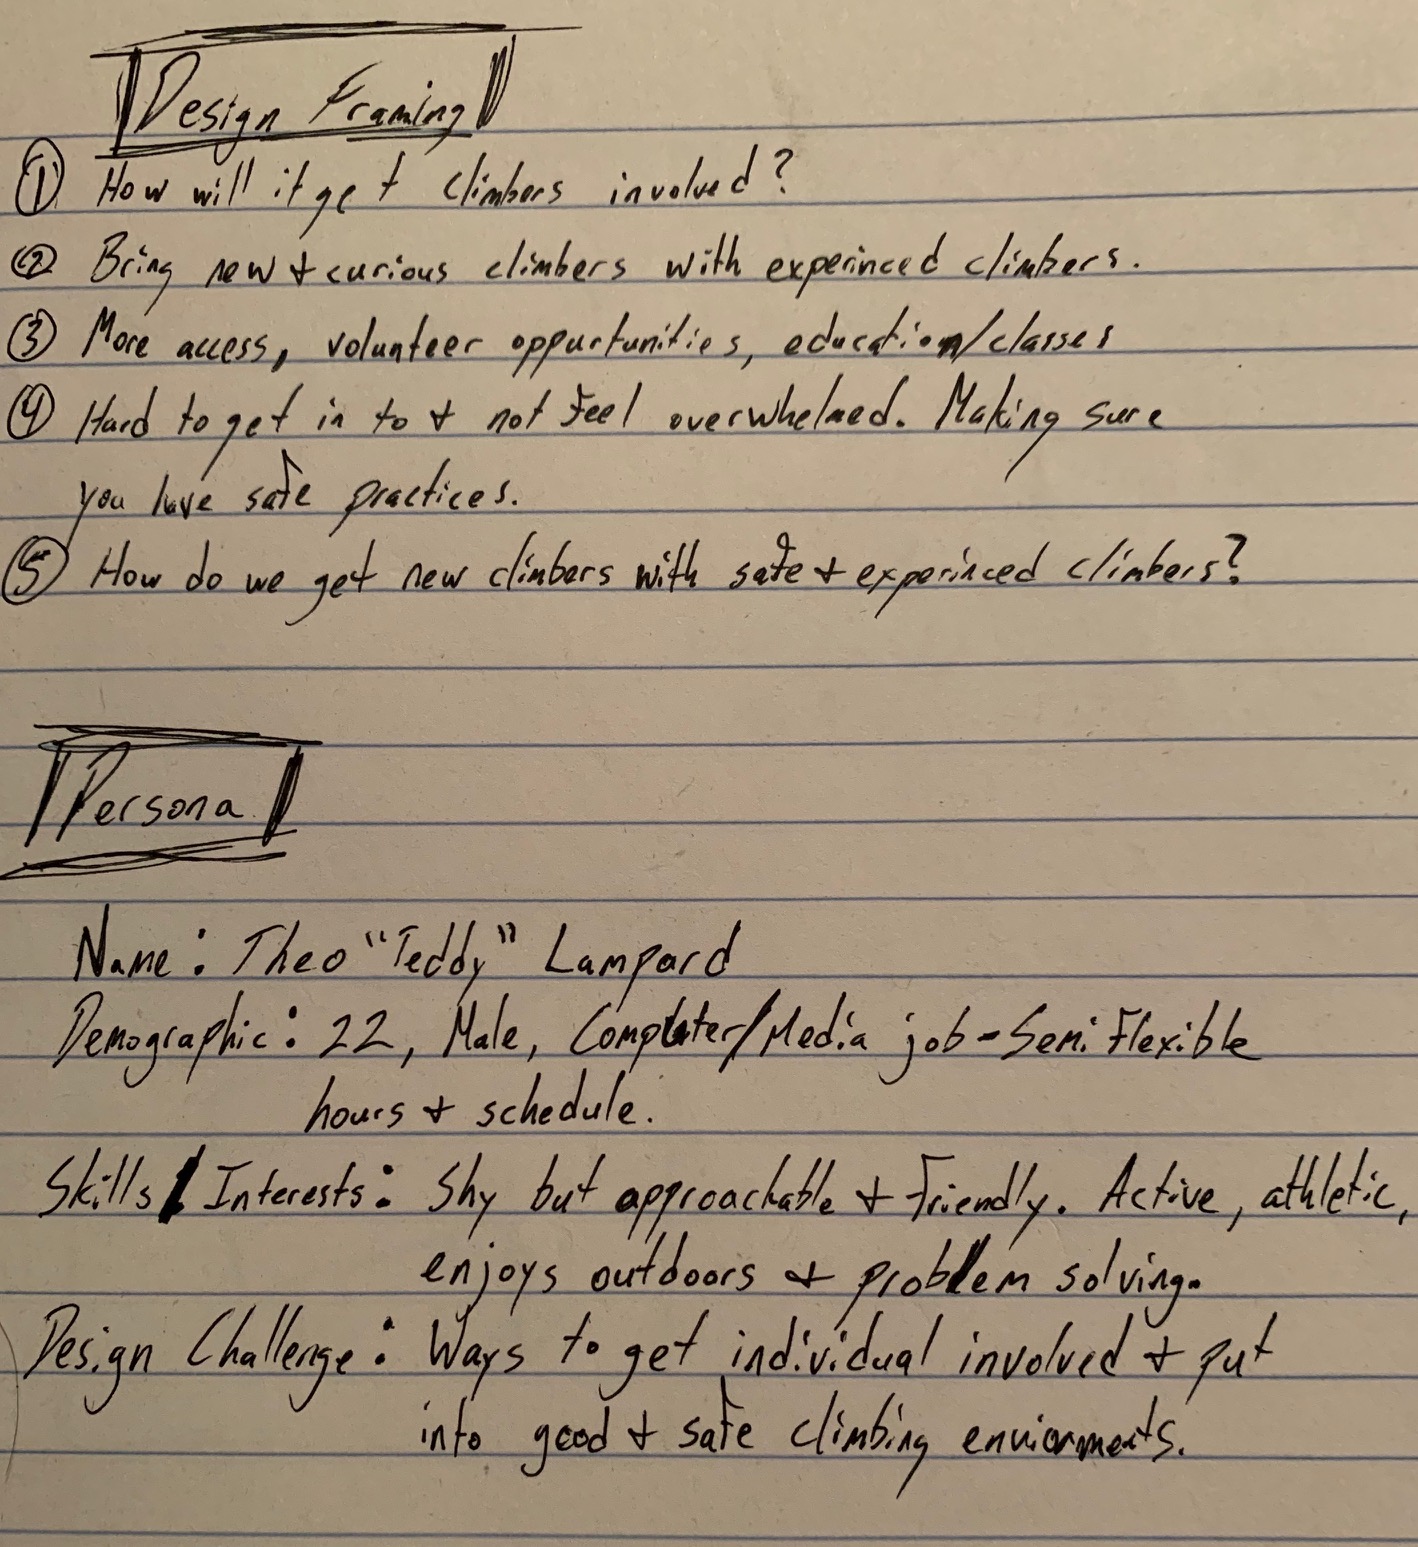 Design Framing
① How will it get climbers involved?
② Bring new + curious climbers with experinced climbers.
③ More access, volunteer oppurtunities, education/classes
④ Hard to get in to + not feel overwhelmed. Making sure
you have safe practices.
⑤ How do we get new climbers with safe + experinced climbers?
Persona
Name: Theo "Teddy" Lampard
Demographic: 22, Male, Computer/Media job - Semi Flexible
hours + schedule.
Skills/Interests: Shy but approachable + friendly. Active, athletic,
enjoys outdoors + problem solving.
Design Challenge: Ways to get individual involved + put
into good + safe climbing enviorments.